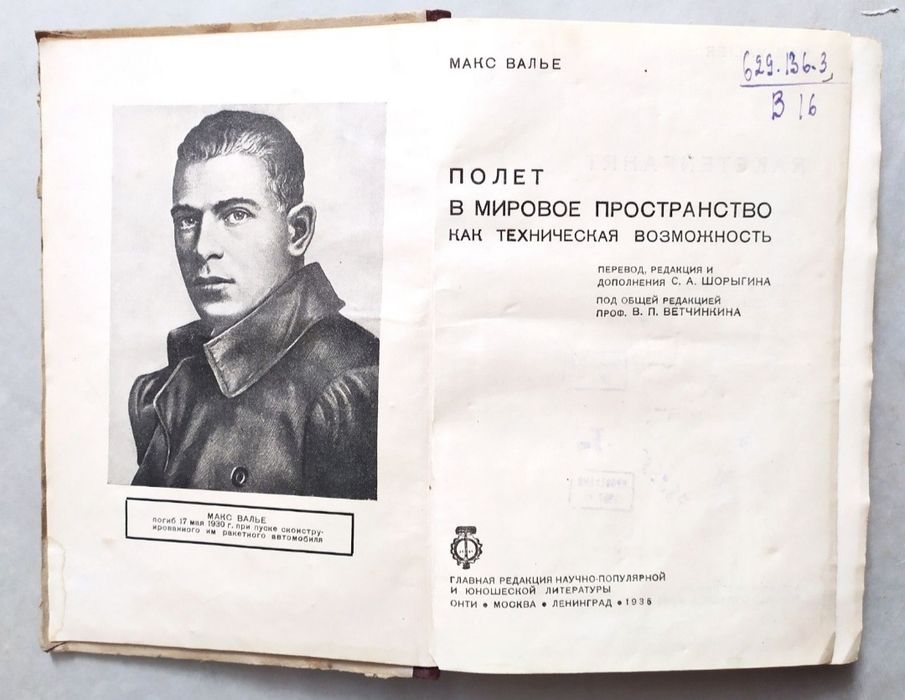 МАКС ВАЛЬЕ
погиб 17 мая 1930 г. при пуске сконстру-
ированного им ракетного автомобиля
МАКС ВАЛЬЕ
629.136.3
В 16
ПОЛЕТ
В МИРОВОЕ ПРОСТРАНСТВО
КАК ТЕХНИЧЕСКАЯ ВОЗМОЖНОСТЬ
ПЕРЕВОД, РЕДАКЦИЯ И
ДОПОЛНЕНИЯ С. А. ШОРЫГИНА
ПОД ОБЩЕЙ РЕДАКЦИЕЙ
ПРОФ. В. П. ВЕТЧИНКИНА
ГЛАВНАЯ РЕДАКЦИЯ НАУЧНО-ПОПУЛЯРНОЙ
И ЮНОШЕСКОЙ ЛИТЕРАТУРЫ
ОНТИ • МОСКВА • ЛЕНИНГРАД • 1935